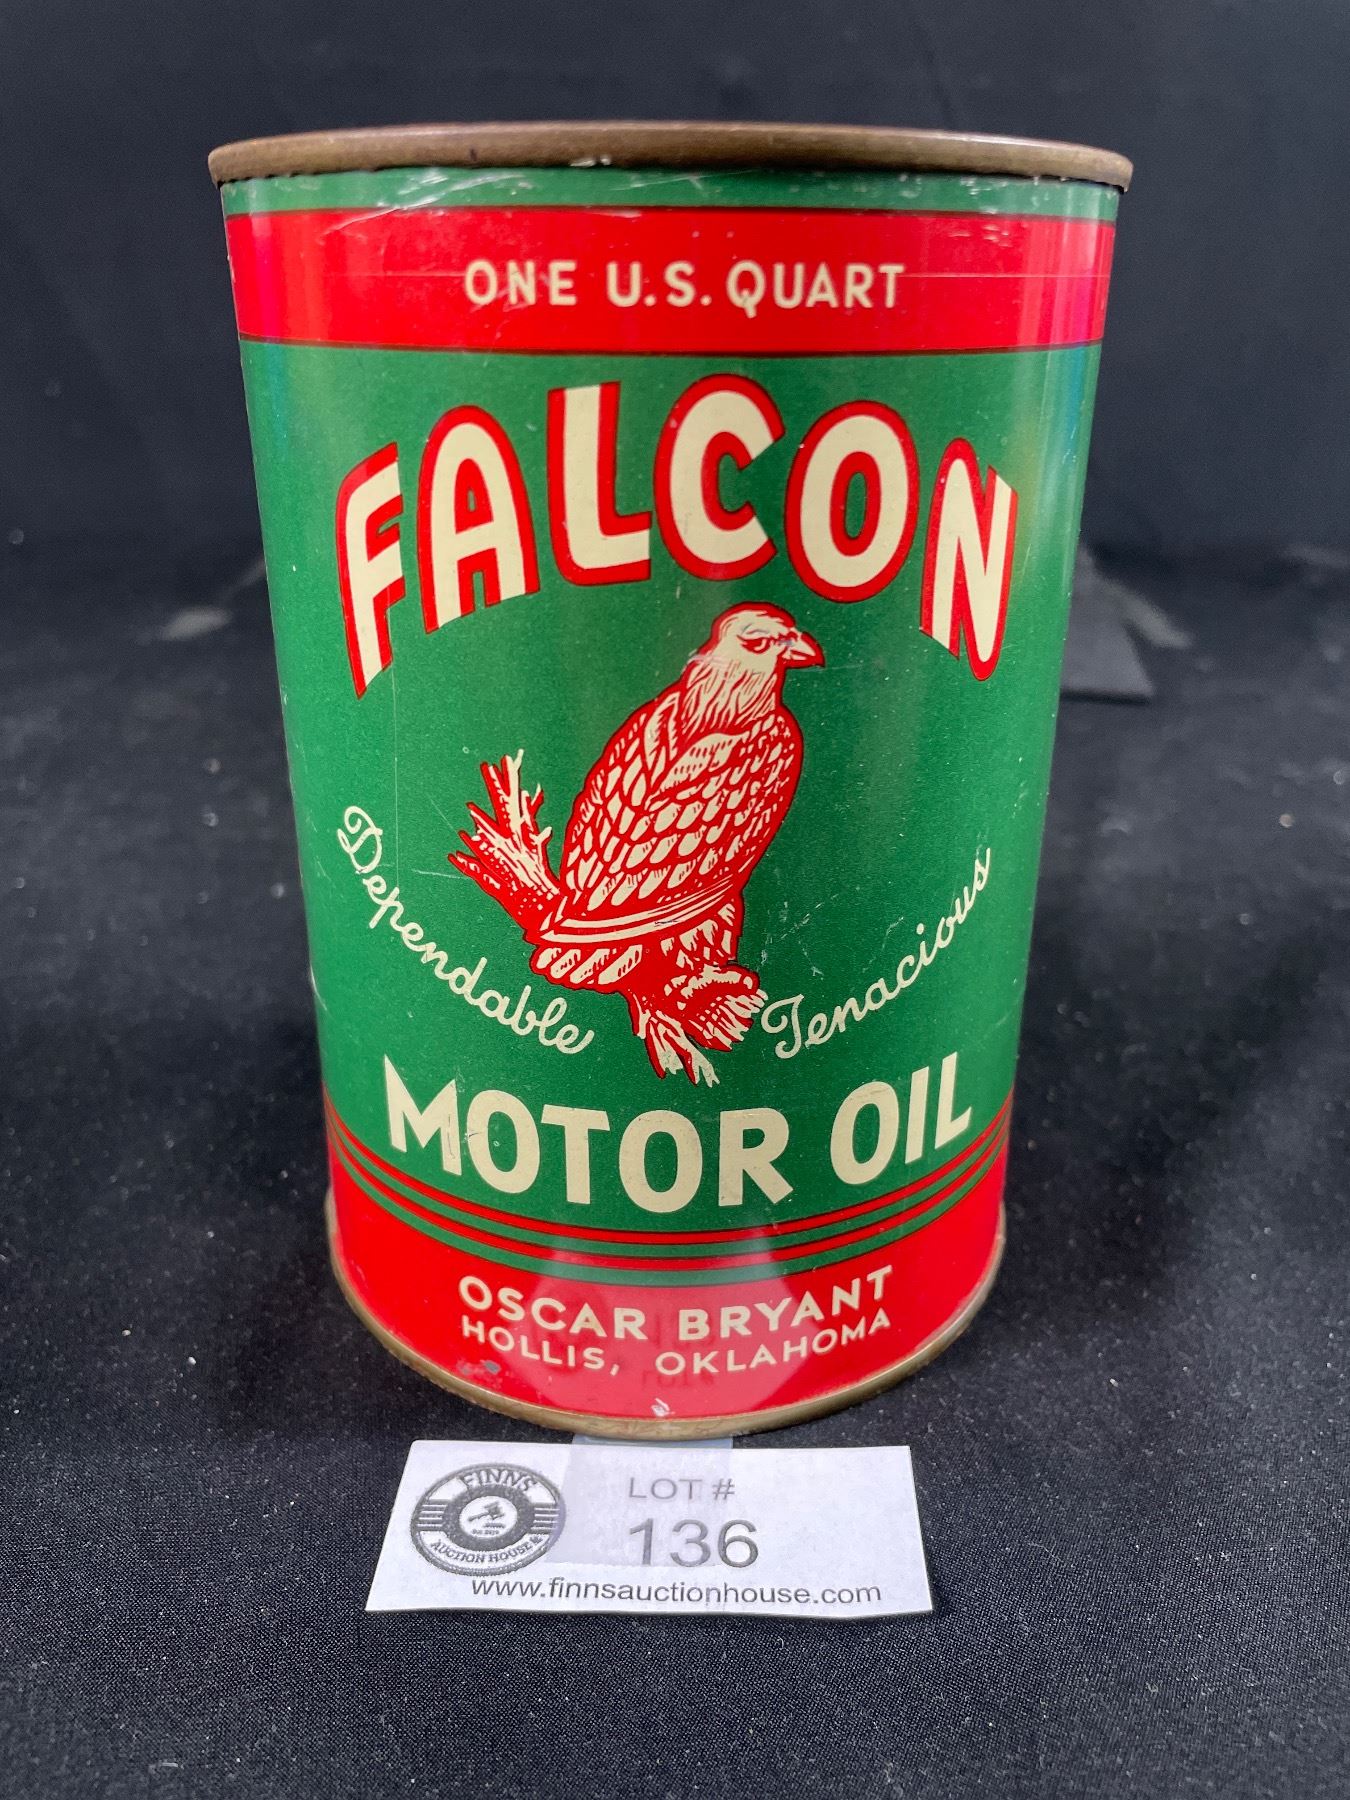 ONE U.S. QUART
FALCON
Dependable
Tenacious
MOTOR OIL
OSCAR BRYANT
HOLLIS, OKLAHOMA
FINNS
AUCTION HOUSE
LOT #
136
www.finnsauctionhouse.com